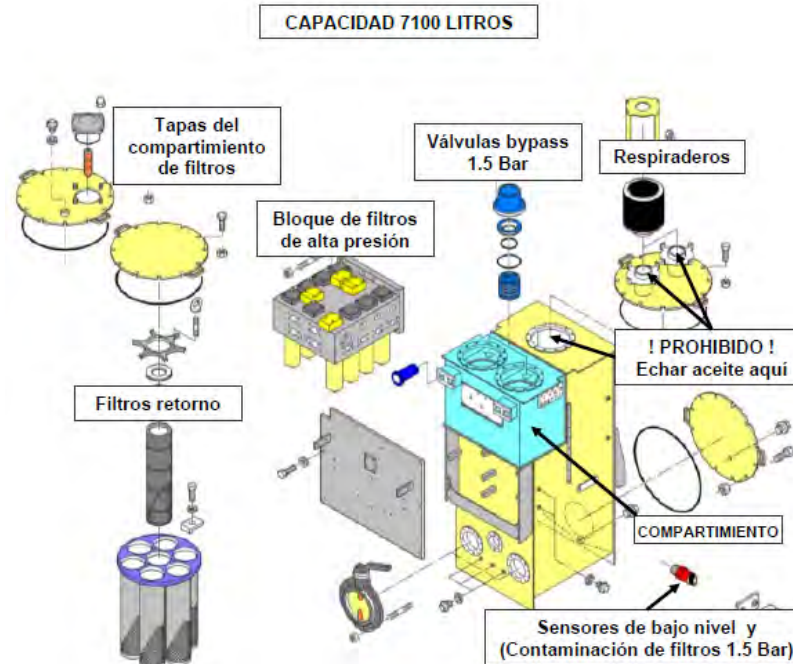 CAPACIDAD 7100 LITROS
Tapas del
compartimiento
de filtros
Válvulas bypass
1.5 Bar
Respiraderos
Bloque de filtros
de alta presión
! PROHIBIDO !
Echar aceite aquí
Filtros retorno
COMPARTIMIENTO
Sensores de bajo nivel y
(Contaminación de filtros 1.5 Bar)